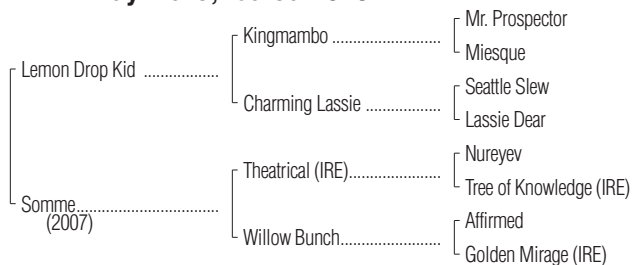 Mr. Prospector
Kingmambo ......................
Miesque
Lemon Drop Kid ...................
Seattle Slew
Charming Lassie ...................
Lassie Dear
Nureyev
Theatrical (IRE).......................
Tree of Knowledge (IRE)
Somme....................................
(2007)
Affirmed
Willow Bunch.........................
Golden Mirage (IRE)